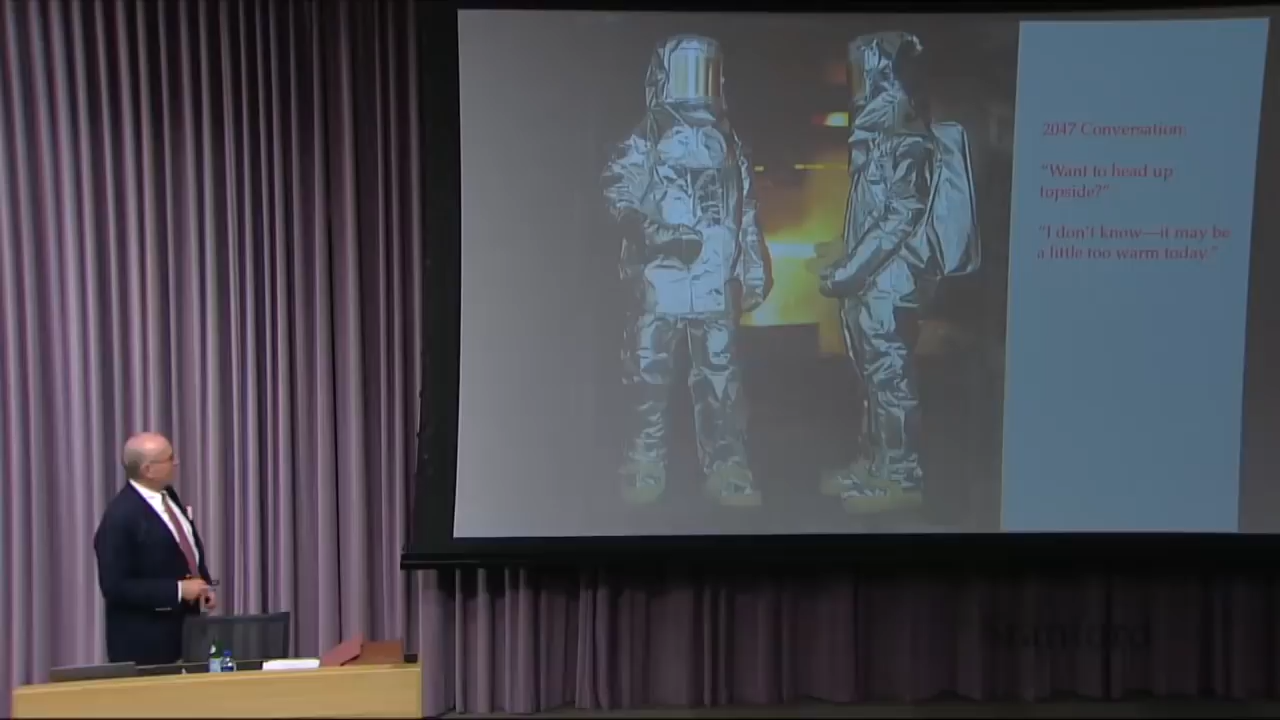 2047 Conversation:
"Want to head up
topside?"
"I don't know—it may be
a little too warm today."